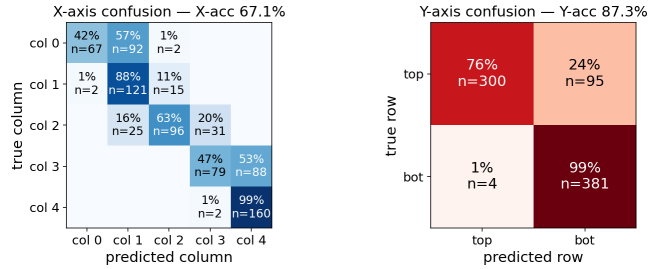 X-axis confusion — X-acc 67.1%
col 0
42%
n=67
57%
n=92
1%
n=2
col 1
1%
n=2
88%
n=121
11%
n=15
col 2
16%
n=25
63%
n=96
20%
n=31
col 3
47%
n=79
53%
n=88
col 4
1%
n=2
99%
n=160
col 0 col 1 col 2 col 3 col 4
predicted column
true column
Y-axis confusion — Y-acc 87.3%
top
76%
n=300
24%
n=95
bot
1%
n=4
99%
n=381
top bot
predicted row
true row